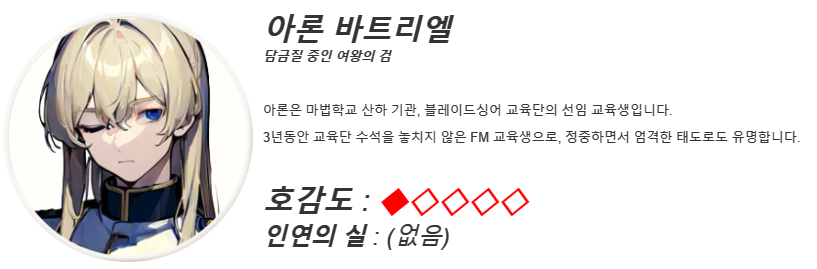 아론 바트리엘
담금질 중인 여왕의 검
아론은 마법학교 산하 기관, 블레이드싱어 교육단의 선임 교육생입니다.
3년동안 교육단 수석을 놓치지 않은 FM 교육생으로, 정중하면서 엄격한 태도로도 유명합니다.
호감도 : ◆◇◇◇◇
인연의 실 : (없음)